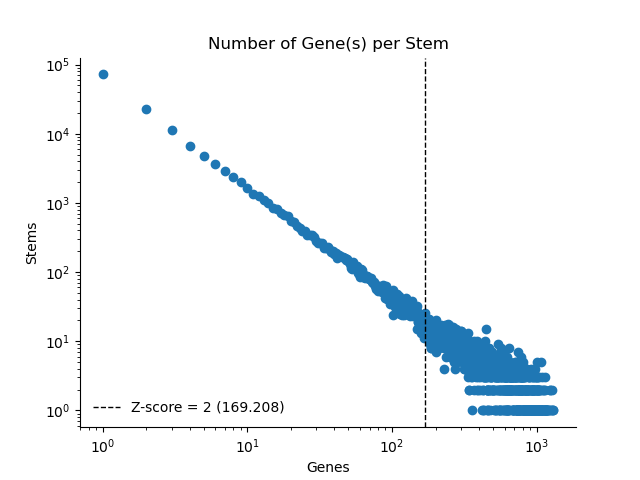 Number of Gene(s) per Stem
10^5
10^4
10^3
10^2
10^1
10^0
Stems
Z-score = 2 (169.208)
10^0 10^1 10^2 10^3
Genes